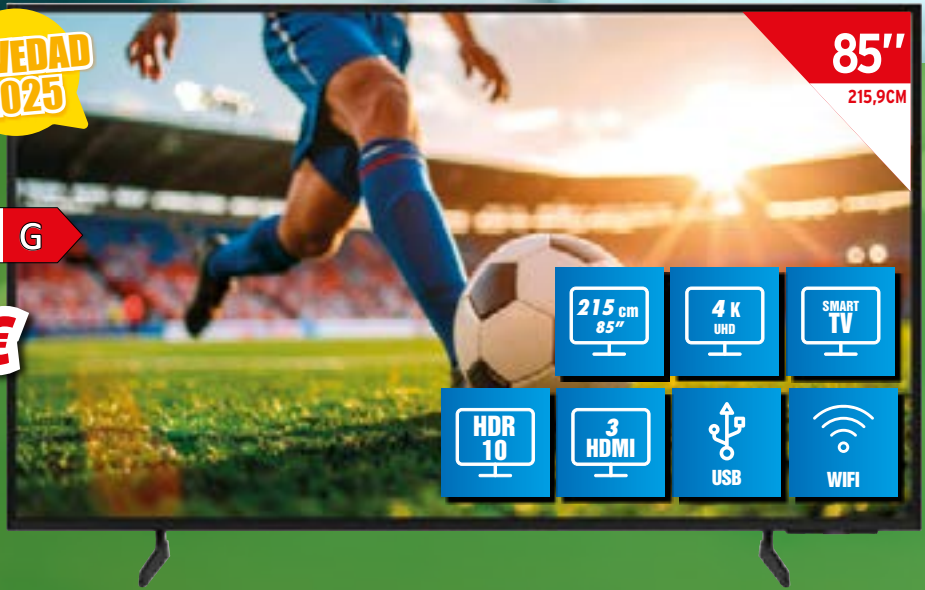 VEDAD
025
85"
215,9CM
G
€
215 cm
85"
4 K
UHD
SMART
TV
HDR
10
3
HDMI
USB
WIFI